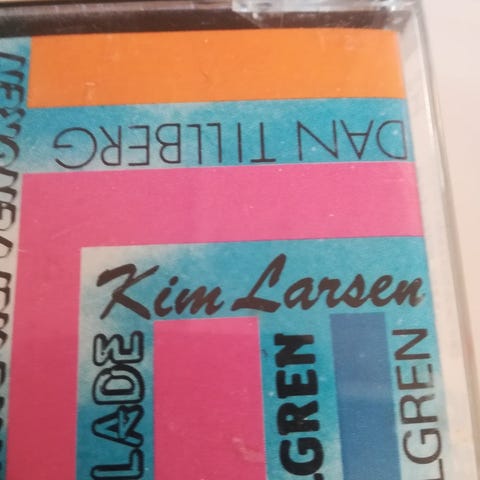 DAN TILLBERG
Kim Larsen
LADE
LGREN
LGREN